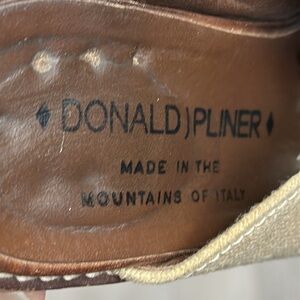 ♦ DONALD J PLINER ♦
MADE IN THE
MOUNTAINS OF ITALY